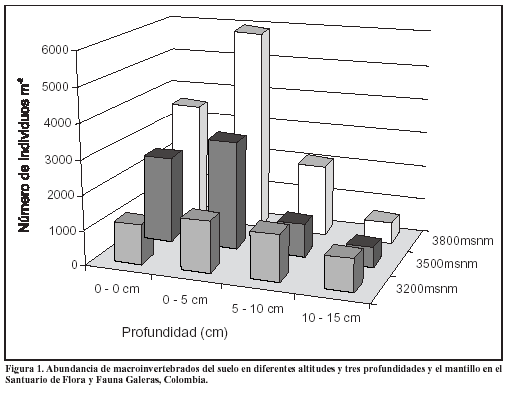 6000
5000
4000
3000
2000
1000
0
Número de Individuos m-²
0 - 0 cm
0 - 5 cm
5 - 10 cm
10 - 15 cm
3800msnm
3500msnm
3200msnm
Profundidad (cm)
Figura 1. Abundancia de macroinvertebrados del suelo en diferentes altitudes y tres profundidades y el mantillo en el
Santuario de Flora y Fauna Galeras, Colombia.